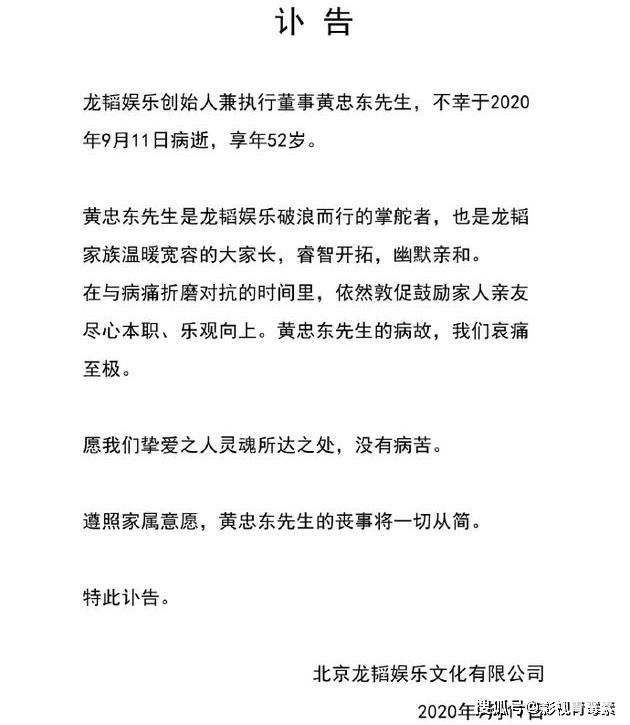 讣 告
龙韬娱乐创始人兼执行董事黄忠东先生，不幸于2020
年9月11日病逝，享年52岁。
黄忠东先生是龙韬娱乐破浪而行的掌舵者，也是龙韬
家族温暖宽容的大家长，睿智开拓，幽默亲和。
在与病痛折磨对抗的时间里，依然敦促鼓励家人亲友
尽心本职、乐观向上。黄忠东先生的病故，我们哀痛
至极。
愿我们挚爱之人灵魂所达之处，没有病苦。
遵照家属意愿，黄忠东先生的丧事将一切从简。
特此讣告。
北京龙韬娱乐文化有限公司
2020年
搜狐号@影视青霉素